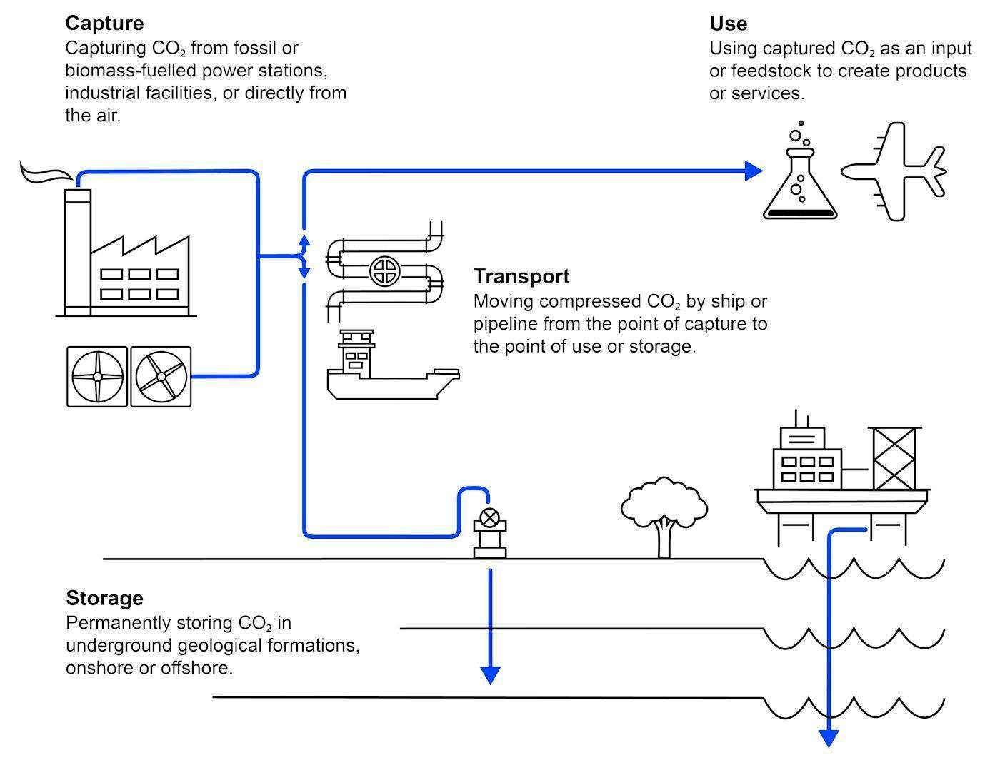 Capture
Capturing CO₂ from fossil or
biomass-fuelled power stations,
industrial facilities, or directly from
the air.
Use
Using captured CO₂ as an input
or feedstock to create products
or services.
Transport
Moving compressed CO₂ by ship or
pipeline from the point of capture to
the point of use or storage.
Storage
Permanently storing CO₂ in
underground geological formations,
onshore or offshore.